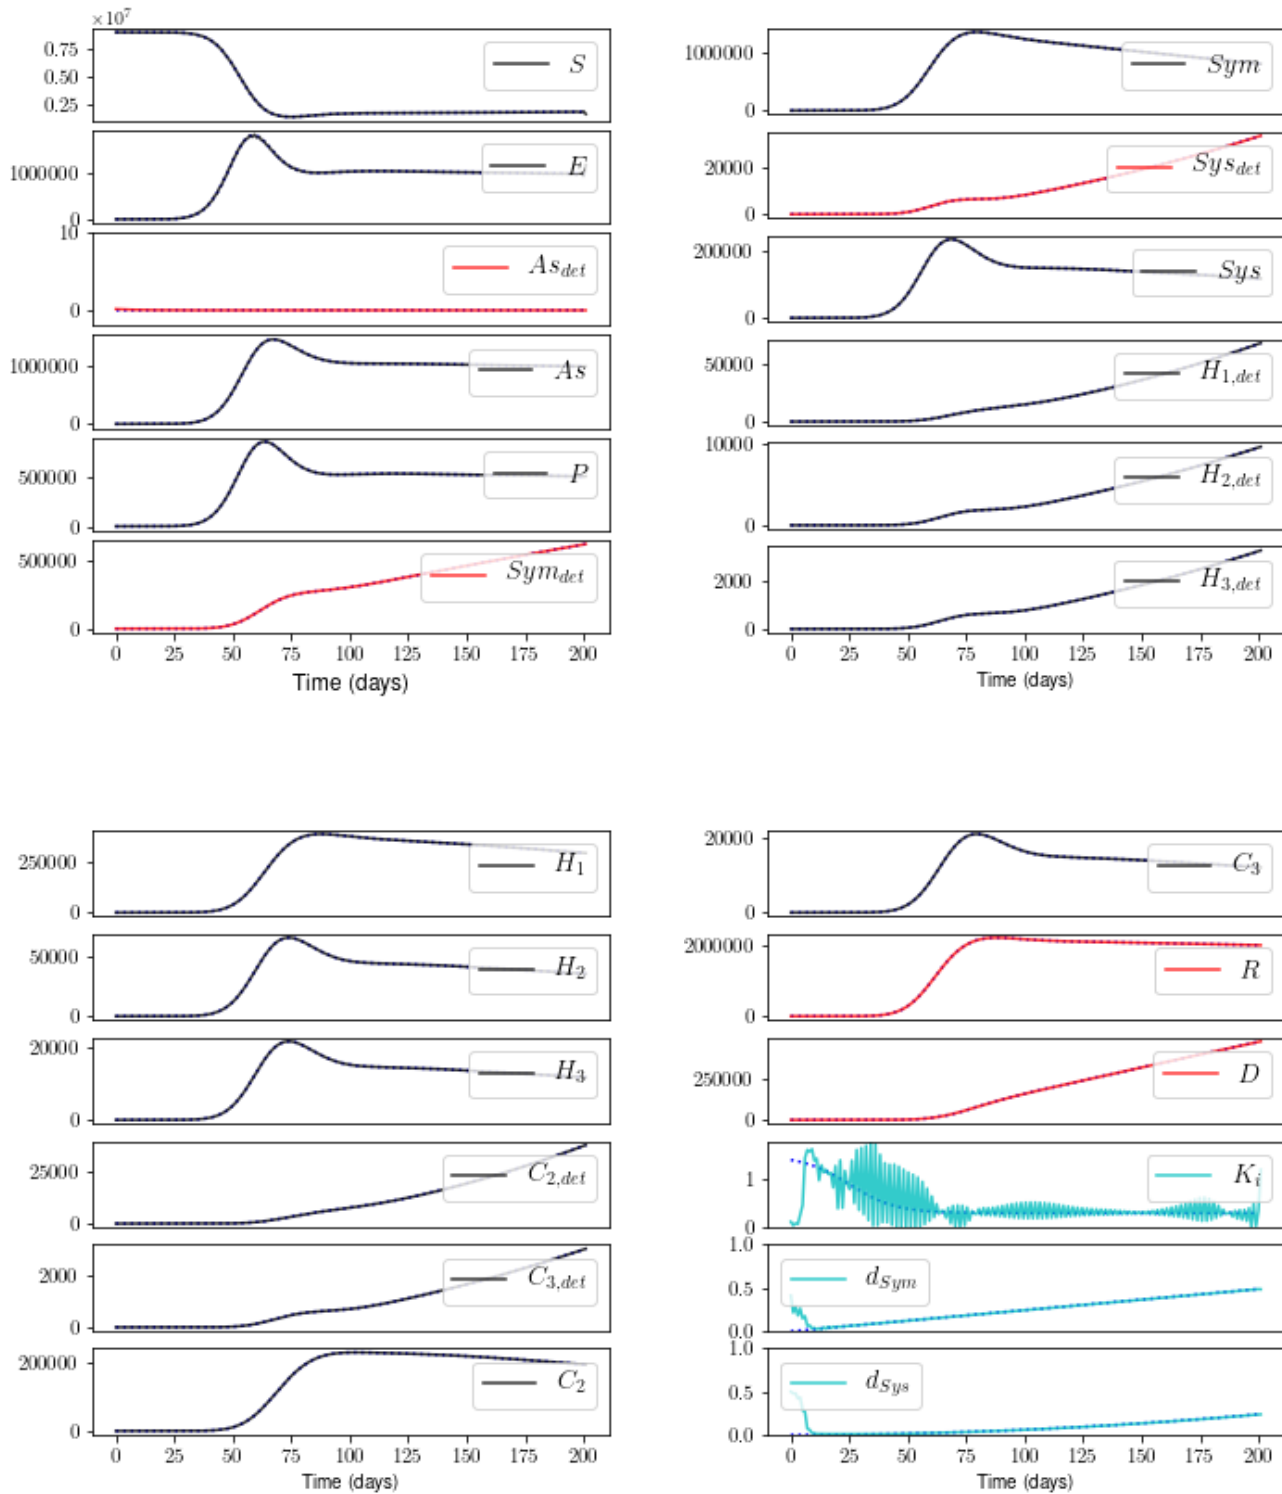 ×10⁷
0.75
0.50
0.25
S
1000000
0
E
10
0
As_det
1000000
0
As
500000
0
P
500000
0
Sym_det
0 25 50 75 100 125 150 175 200
Time (days)
1000000
0
Sym
20000
0
Sys_det
200000
0
Sys
50000
0
H_1,det
10000
0
H_2,det
2000
0
H_3,det
0 25 50 75 100 125 150 175 200
Time (days)
250000
0
H_1
50000
0
H_2
20000
0
H_3
25000
0
C_2,det
2000
0
C_3,det
200000
0
C_2
0 25 50 75 100 125 150 175 200
Time (days)
20000
0
C_3
2000000
0
R
250000
0
D
1
0
K_i
1.0
0.5
0.0
d_Sym
1.0
0.5
0.0
d_Sys
0 25 50 75 100 125 150 175 200
Time (days)